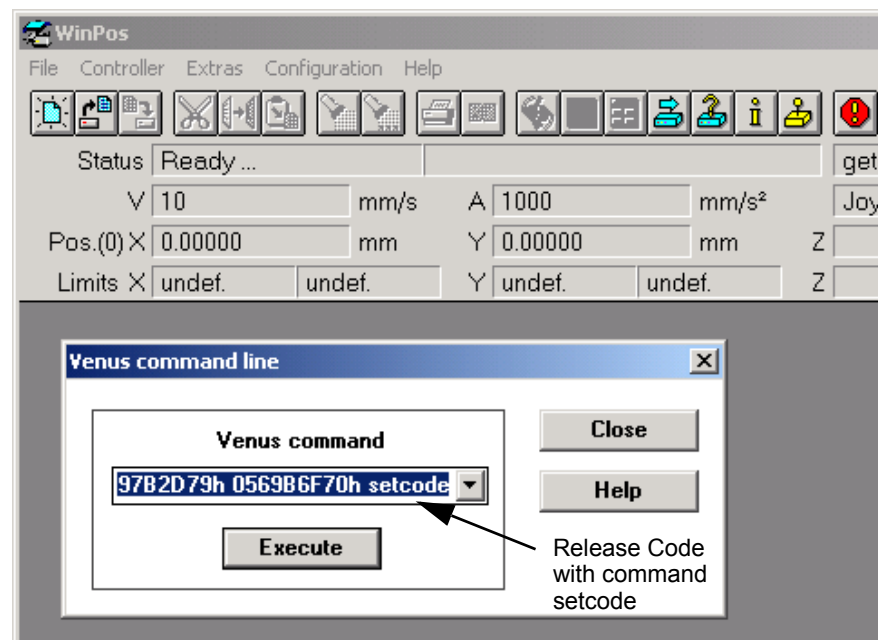 WinPos
File Controller Extras Configuration Help
Status Ready ... get
V 10 mm/s A 1000 mm/s² Joy
Pos.(0) X 0.00000 mm Y 0.00000 mm Z
Limits X undef. undef. Y undef. undef. Z
Venus command line
Venus command
97B2D79h 0569B6F70h setcode
Execute
Close
Help
Release Code
with command
setcode